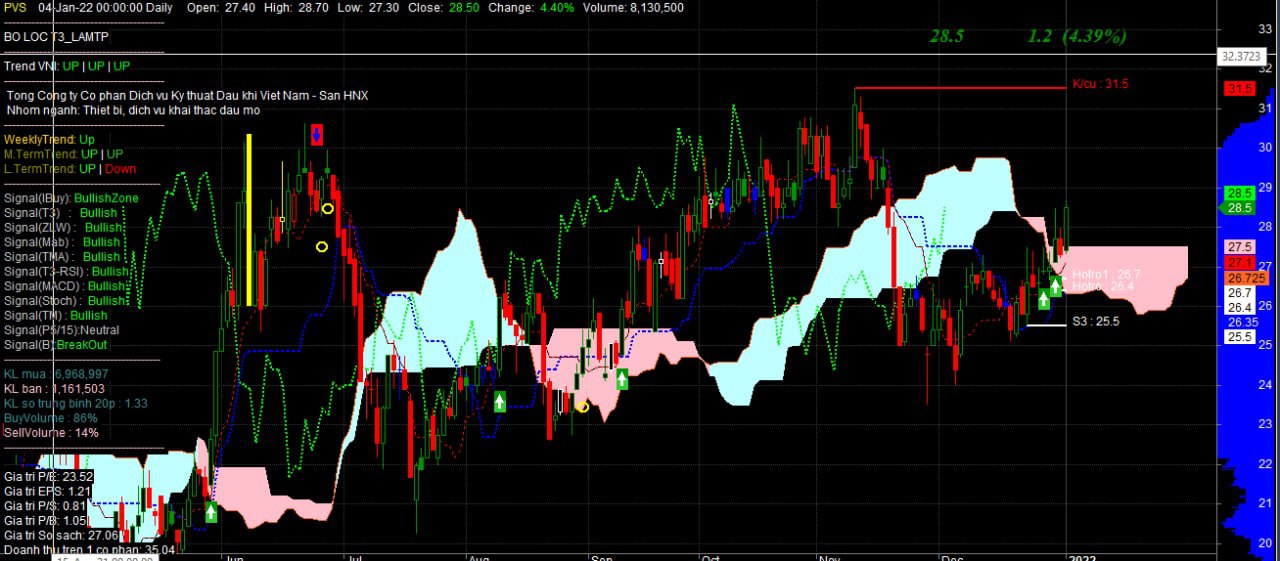 PVS 04-Jan-22 00:00:00 Daily Open: 27.40 High: 28.70 Low: 27.30 Close: 28.50 Change: 4.40% Volume: 8,130,500
BO LOC T3_LAMTP
28.5 1.2 (4.39%)
Trend VNI: UP | UP | UP
Tong Cong ty Co phan Dich vu Ky thuat Dau khi Viet Nam - San HNX
Nhom nganh: Thiet bi, dich vu khai thac dau mo
WeeklyTrend: Up
M.TermTrend: UP | UP
L.TermTrend: UP | Down
Signal(IBuy): BullishZone
Signal(T3) : Bullish
Signal(ZLW) : Bullish
Signal(Mab) : Bullish
Signal(TMA) : Bullish
Signal(T3-RSI) : Bullish
Signal(MACD) : Bullish
Signal(Stoch) : Bullish
Signal(TM) : Bullish
Signal(P5/15):Neutral
Signal(B):BreakOut
KL mua : 6,968,997
KL ban : 1,161,503
KL so trung binh 20p : 1.33
BuyVolume : 86%
SellVolume : 14%
Gia tri P/E: 23.52
Gia tri EPS: 1.21
Gia tri P/S: 0.81
Gia tri P/B: 1.05
Gia tri So sach: 27.06
Doanh thu tren 1 co phan: 35.04
K/cu : 31.5
Hotro1 : 26.7
Hotro : 26.4
S3 : 25.5
33
32.3723
32
31.5
31
30
29
28.5
28.5
28
27.5
27.1
27
26.725
26.7
26.4
26
26.35
25.5
25
24
23
22
21
20
Jun Jul Aug Sep Oct Nov Dec 2022